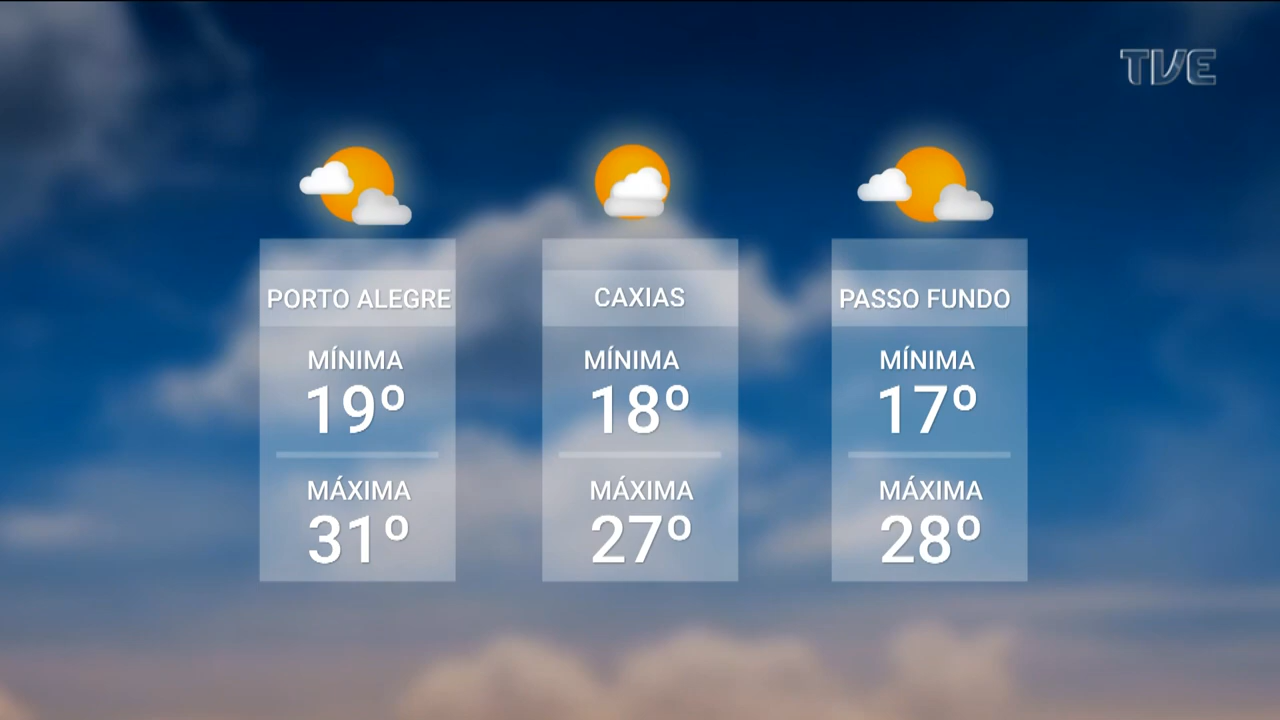 TVE
PORTO ALEGRE
MÍNIMA
19º
MÁXIMA
31º
CAXIAS
MÍNIMA
18º
MÁXIMA
27º
PASSO FUNDO
MÍNIMA
17º
MÁXIMA
28º